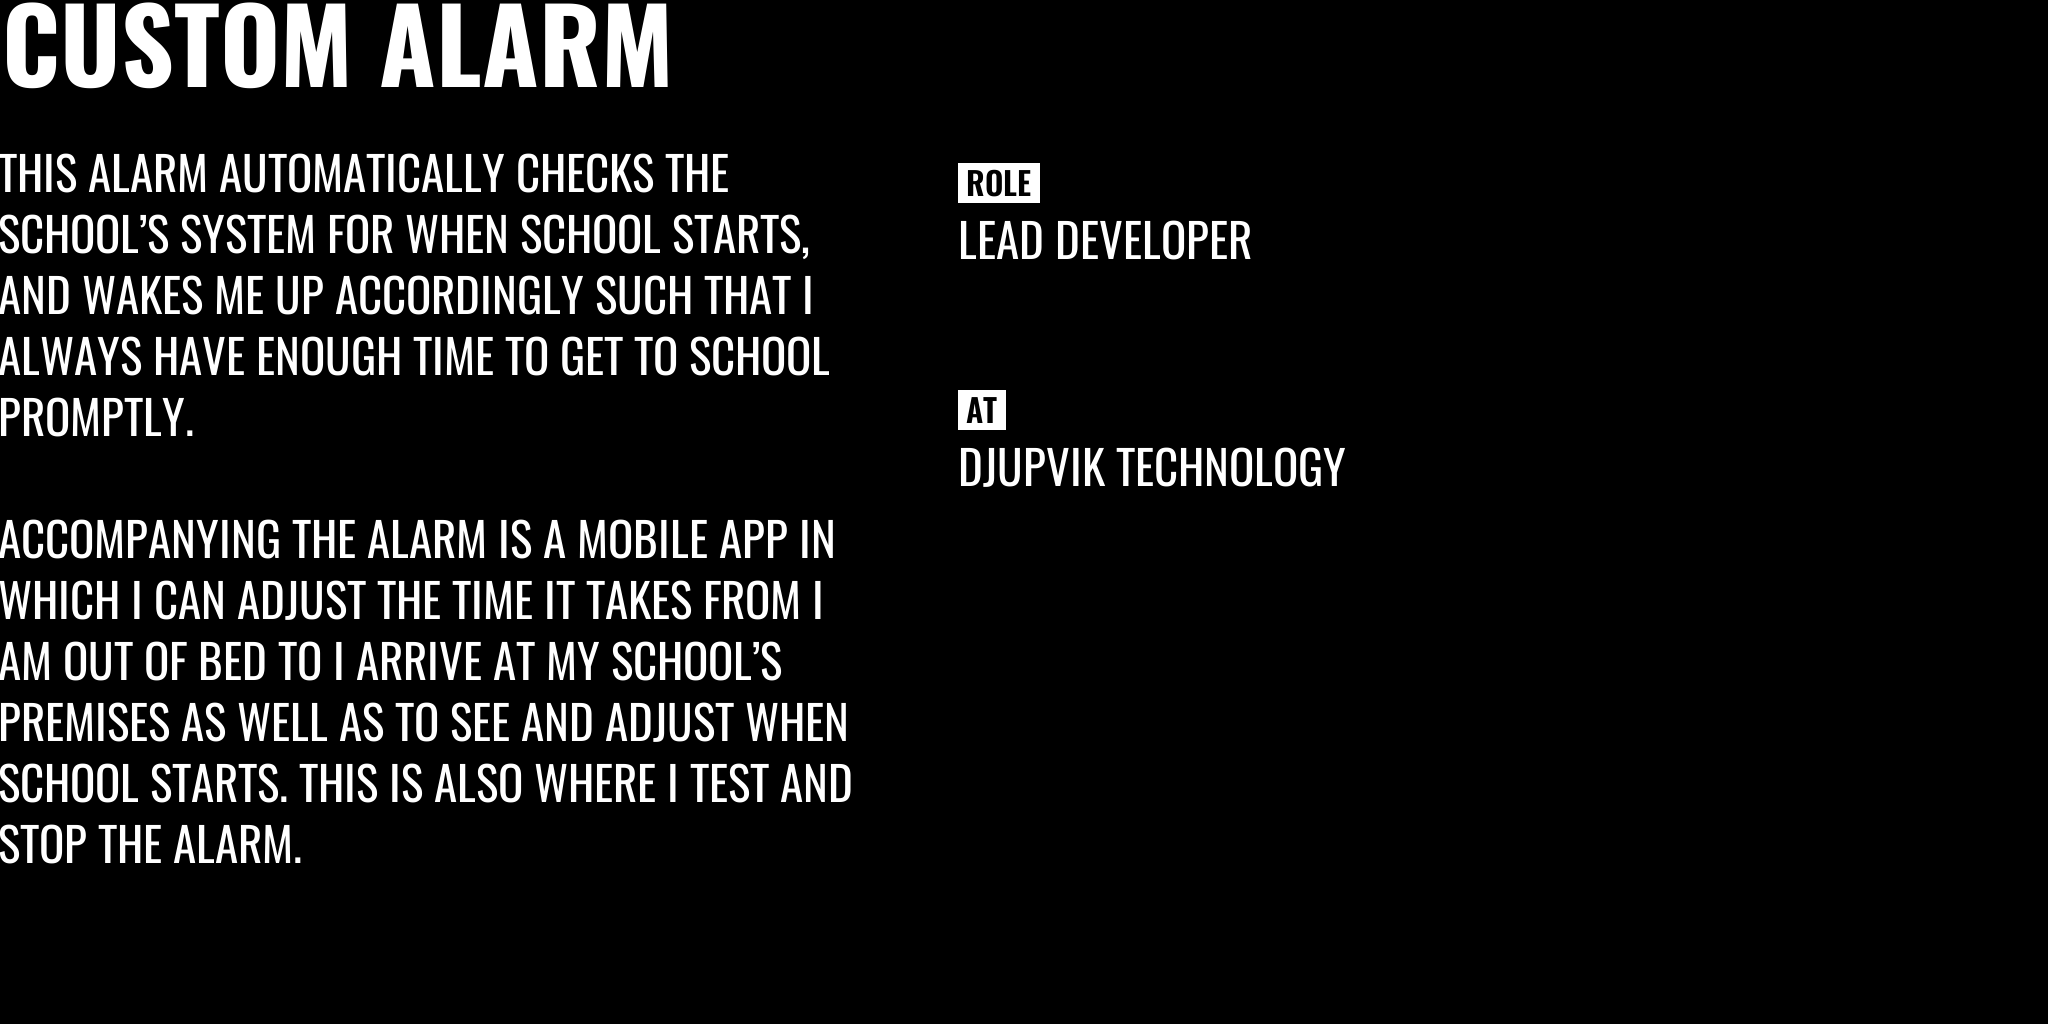 CUSTOM ALARM
THIS ALARM AUTOMATICALLY CHECKS THE
SCHOOL’S SYSTEM FOR WHEN SCHOOL STARTS,
AND WAKES ME UP ACCORDINGLY SUCH THAT I
ALWAYS HAVE ENOUGH TIME TO GET TO SCHOOL
PROMPTLY.
ACCOMPANYING THE ALARM IS A MOBILE APP IN
WHICH I CAN ADJUST THE TIME IT TAKES FROM I
AM OUT OF BED TO I ARRIVE AT MY SCHOOL’S
PREMISES AS WELL AS TO SEE AND ADJUST WHEN
SCHOOL STARTS. THIS IS ALSO WHERE I TEST AND
STOP THE ALARM.
ROLE
LEAD DEVELOPER
AT
DJUPVIK TECHNOLOGY